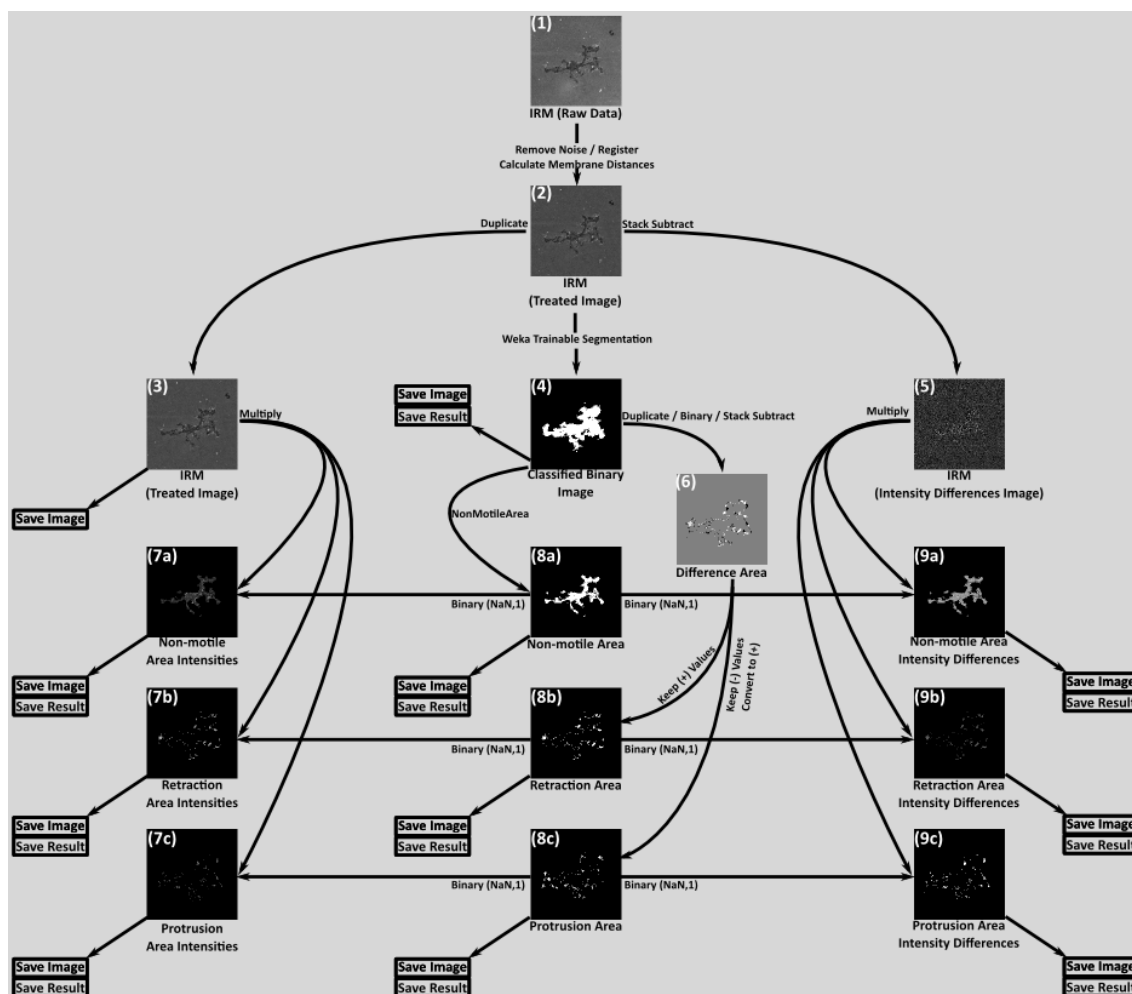 (1)
IRM (Raw Data)
Remove Noise / Register
Calculate Membrane Distances
(2)
Duplicate
Stack Subtract
IRM
(Treated Image)
Weka Trainable Segmentation
(3)
Multiply
IRM
(Treated Image)
Save Image
(4)
Save Image
Save Result
Duplicate / Binary / Stack Subtract
Classified Binary
Image
NonMotileArea
(5)
Multiply
IRM
(Intensity Differences Image)
(6)
Difference Area
(7a)
Non-motile
Area Intensities
Save Image
Save Result
Binary (NaN,1)
(8a)
Binary (NaN,1)
Non-motile Area
Save Image
Save Result
Keep (+) Values
Keep (-) Values
Convert to (+)
(9a)
Non-motile Area
Intensity Differences
Save Image
Save Result
(7b)
Retraction
Area Intensities
Save Image
Save Result
Binary (NaN,1)
(8b)
Binary (NaN,1)
Retraction Area
Save Image
Save Result
(9b)
Retraction Area
Intensity Differences
Save Image
Save Result
(7c)
Protrusion
Area Intensities
Save Image
Save Result
Binary (NaN,1)
(8c)
Binary (NaN,1)
Protrusion Area
Save Image
Save Result
(9c)
Protrusion Area
Intensity Differences
Save Image
Save Result